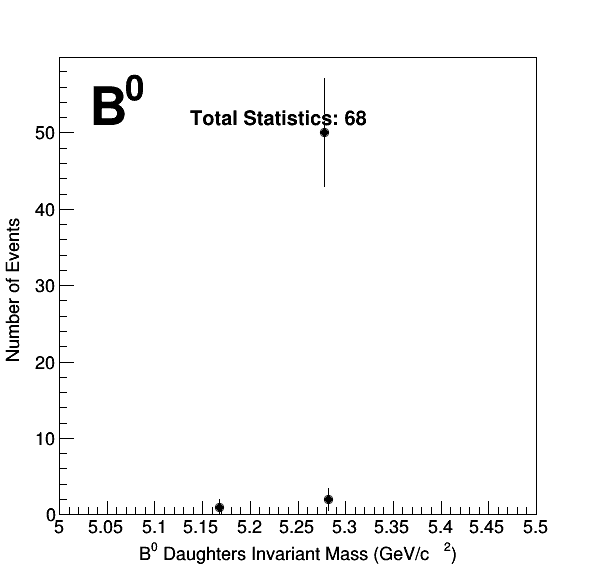 B0
Total Statistics: 68
Number of Events
50
40
30
20
10
0
5 5.05 5.1 5.15 5.2 5.25 5.3 5.35 5.4 5.45 5.5
B0 Daughters Invariant Mass (GeV/c 2)